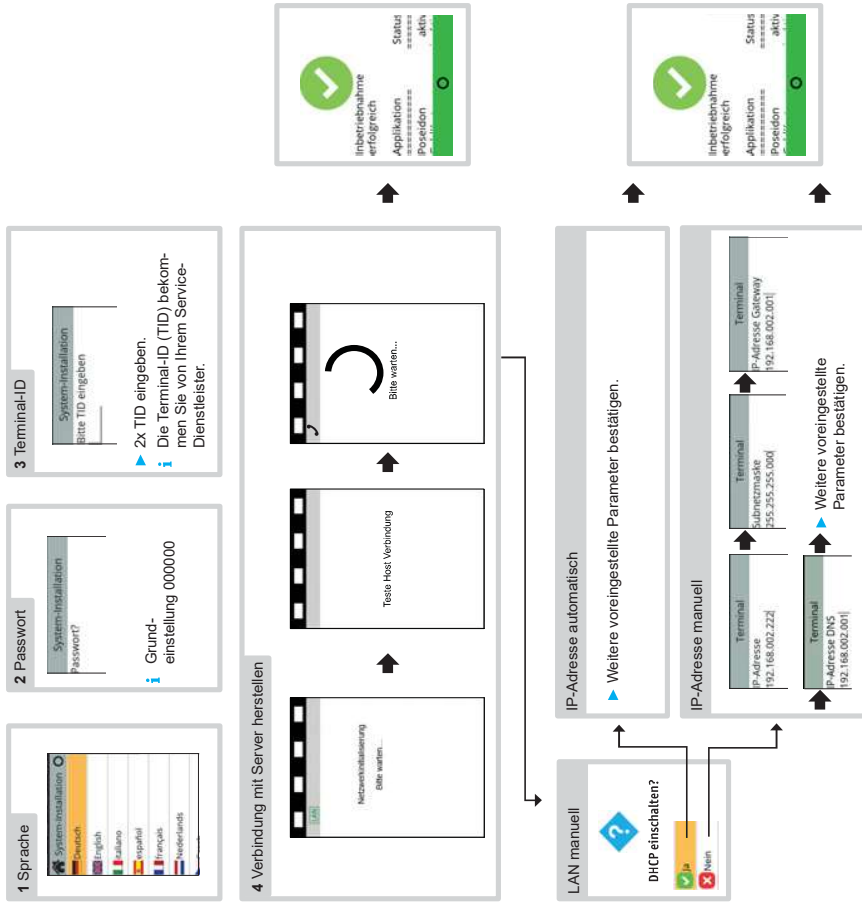 1 Sprache
System-Installation
Deutsch
English
italiano
español
français
Nederlands
2 Passwort
System-Installation
Passwort?
i Grund-
einstellung 000000
3 Terminal-ID
System-Installation
Bitte TID eingeben
2x TID eingeben.
i Die Terminal-ID (TID) bekom-
men Sie von Ihrem Service-
Dienstleister.
4 Verbindung mit Server herstellen
LAN
Netzwerkinitialisierung
Bitte warten...
Teste Host Verbindung
Bitte warten...
Inbetriebnahme
erfolgreich
Applikation Status
========= ======
Poseidon aktiv
LAN manuell
DHCP einschalten?
Ja
Nein
IP-Adresse automatisch
Weitere voreingestellte Parameter bestätigen.
IP-Adresse manuell
Terminal
IP-Adresse
192.168.002.222
Terminal
Subnetzmaske
255.255.255.000
Terminal
IP-Adresse Gateway
192.168.002.001
Terminal
IP-Adresse DNS
192.168.002.001
Weitere voreingestellte
Parameter bestätigen.
Inbetriebnahme
erfolgreich
Applikation Status
========= ======
Poseidon aktiv